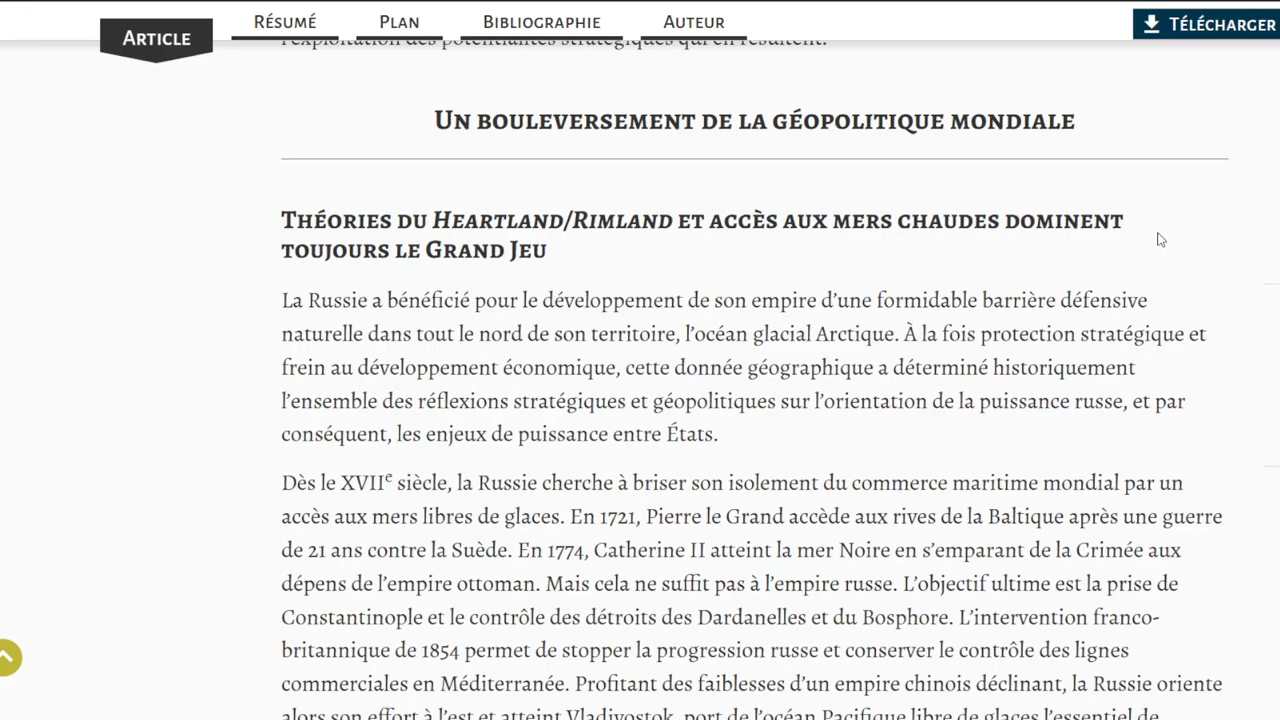 Article
Résumé
Plan
Bibliographie
Auteur
Télécharger
l'exploitation des potentialités stratégiques qui en résultent.
Un bouleversement de la géopolitique mondiale
Théories du Heartland/Rimland et accès aux mers chaudes dominent
toujours le Grand Jeu
La Russie a bénéficié pour le développement de son empire d'une formidable barrière défensive
naturelle dans tout le nord de son territoire, l'océan glacial Arctique. À la fois protection stratégique et
frein au développement économique, cette donnée géographique a déterminé historiquement
l'ensemble des réflexions stratégiques et géopolitiques sur l'orientation de la puissance russe, et par
conséquent, les enjeux de puissance entre États.
Dès le XVIIe siècle, la Russie cherche à briser son isolement du commerce maritime mondial par un
accès aux mers libres de glaces. En 1721, Pierre le Grand accède aux rives de la Baltique après une guerre
de 21 ans contre la Suède. En 1774, Catherine II atteint la mer Noire en s'emparant de la Crimée aux
dépens de l'empire ottoman. Mais cela ne suffit pas à l'empire russe. L'objectif ultime est la prise de
Constantinople et le contrôle des détroits des Dardanelles et du Bosphore. L'intervention franco-
britannique de 1854 permet de stopper la progression russe et conserver le contrôle des lignes
commerciales en Méditerranée. Profitant des faiblesses d'un empire chinois déclinant, la Russie oriente
alors son effort à l'est et atteint Vladivostok, port de l'océan Pacifique libre de glaces l'essentiel de